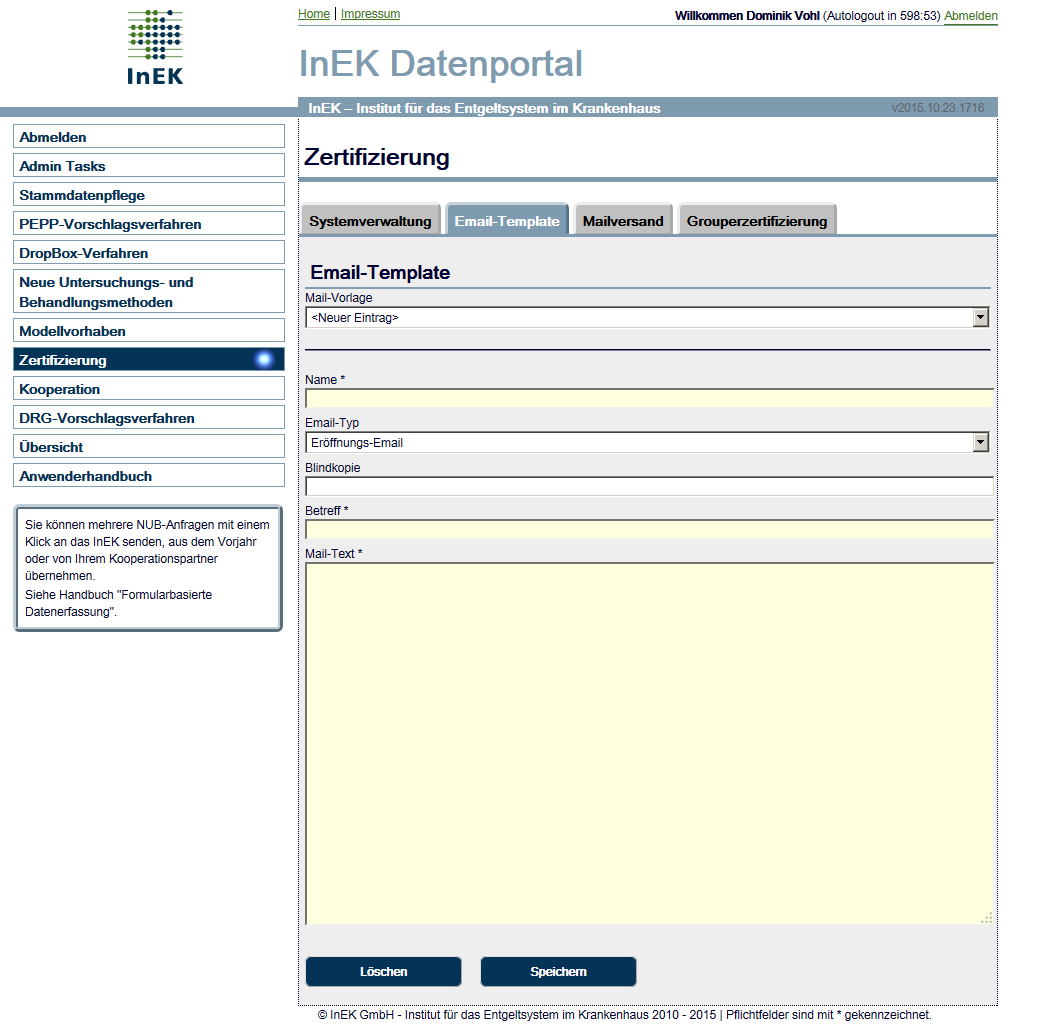 InEK
Home | Impressum
Willkommen Dominik Vohl (Autologout in 598:53) Abmelden
InEK Datenportal
InEK – Institut für das Entgeltsystem im Krankenhaus
v2015.10.23.1716
Abmelden
Admin Tasks
Stammdatenpflege
PEPP-Vorschlagsverfahren
DropBox-Verfahren
Neue Untersuchungs- und
Behandlungsmethoden
Modellvorhaben
Zertifizierung
Kooperation
DRG-Vorschlagsverfahren
Übersicht
Anwenderhandbuch
Sie können mehrere NUB-Anfragen mit einem
Klick an das InEK senden, aus dem Vorjahr
oder von Ihrem Kooperationspartner
übernehmen.
Siehe Handbuch "Formularbasierte
Datenerfassung".
Zertifizierung
Systemverwaltung
Email-Template
Mailversand
Grouperzertifizierung
Email-Template
Mail-Vorlage
<Neuer Eintrag>
Name *
Email-Typ
Eröffnungs-Email
Blindkopie
Betreff *
Mail-Text *
Löschen
Speichern
© InEK GmbH - Institut für das Entgeltsystem im Krankenhaus 2010 - 2015 | Pflichtfelder sind mit * gekennzeichnet.